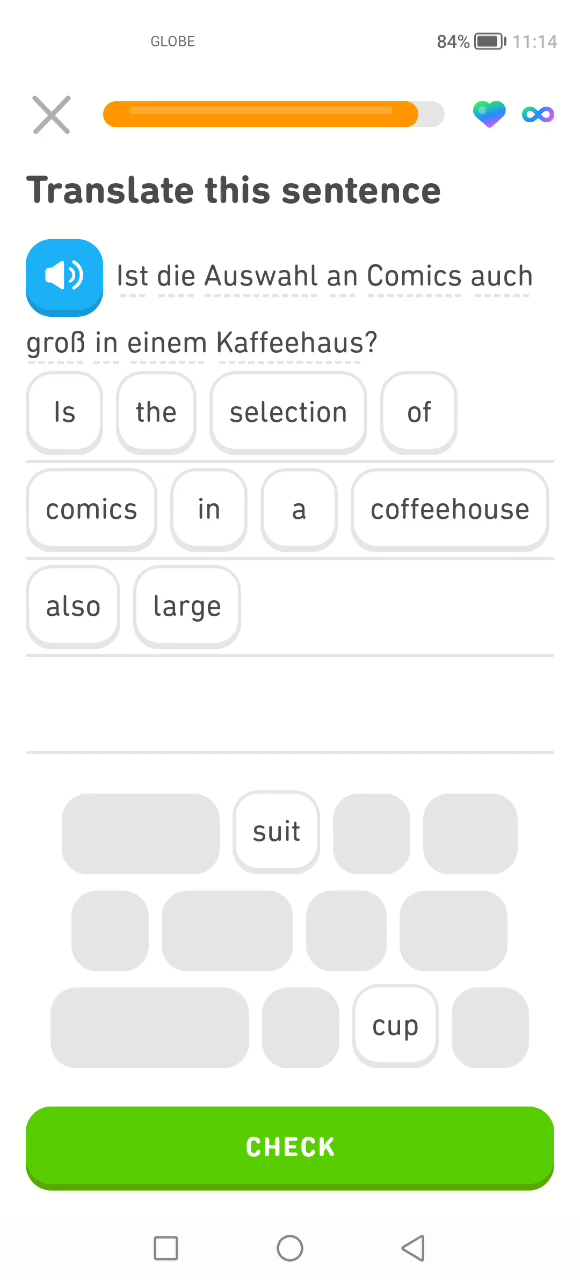 GLOBE 84% 11:14
Translate this sentence
Ist die Auswahl an Comics auch
groß in einem Kaffeehaus?
Is the selection of
comics in a coffeehouse
also large
suit
cup
CHECK